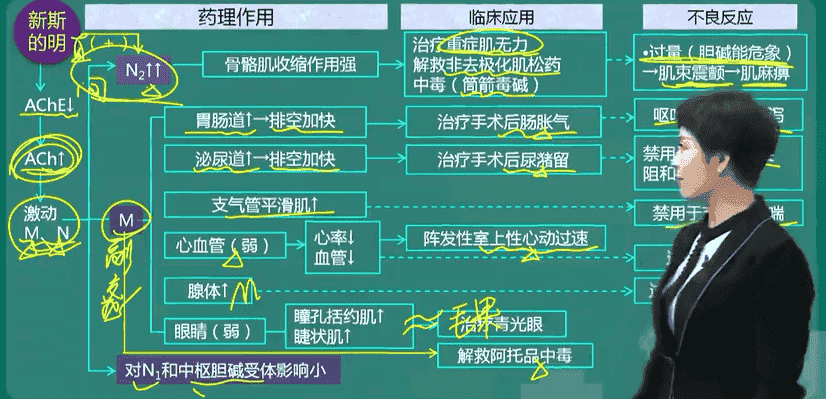 新斯
的明
药理作用
临床应用
不良反应
AChE↓
ACh↑
激动
M、N
(+)
N₂↑↑
骨骼肌收缩作用强
治疗重症肌无力
解救非去极化肌松药
中毒（筒箭毒碱）
•过量（胆碱能危象）
→肌束震颤→肌麻痹
M
胃肠道↑→排空加快
治疗手术后肠胀气
呕
泻
泌尿道↑→排空加快
治疗手术后尿猪留
禁用于
阻和
支气管平滑肌↑
禁用于
喘
心血管（弱）
心率↓
血管↓
阵发性室上性心动过速
腺体↑
M
眼睛（弱）
瞳孔括约肌↑
睫状肌↑
≈毛果
治疗青光眼
解救阿托品中毒
对N₁和中枢胆碱受体影响小